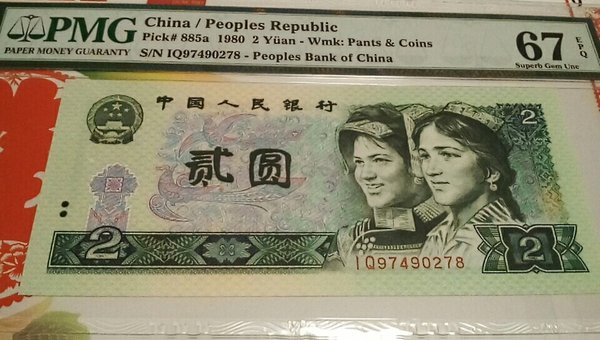 PMG
PAPER MONEY GUARANTY
China / Peoples Republic
Pick# 885a 1980 2 Yüan - Wmk: Pants & Coins
S/N IQ97490278 - Peoples Bank of China
67 EPQ
Superb Gem Unc
中国人民银行
2
贰圆
2
2
IQ97490278